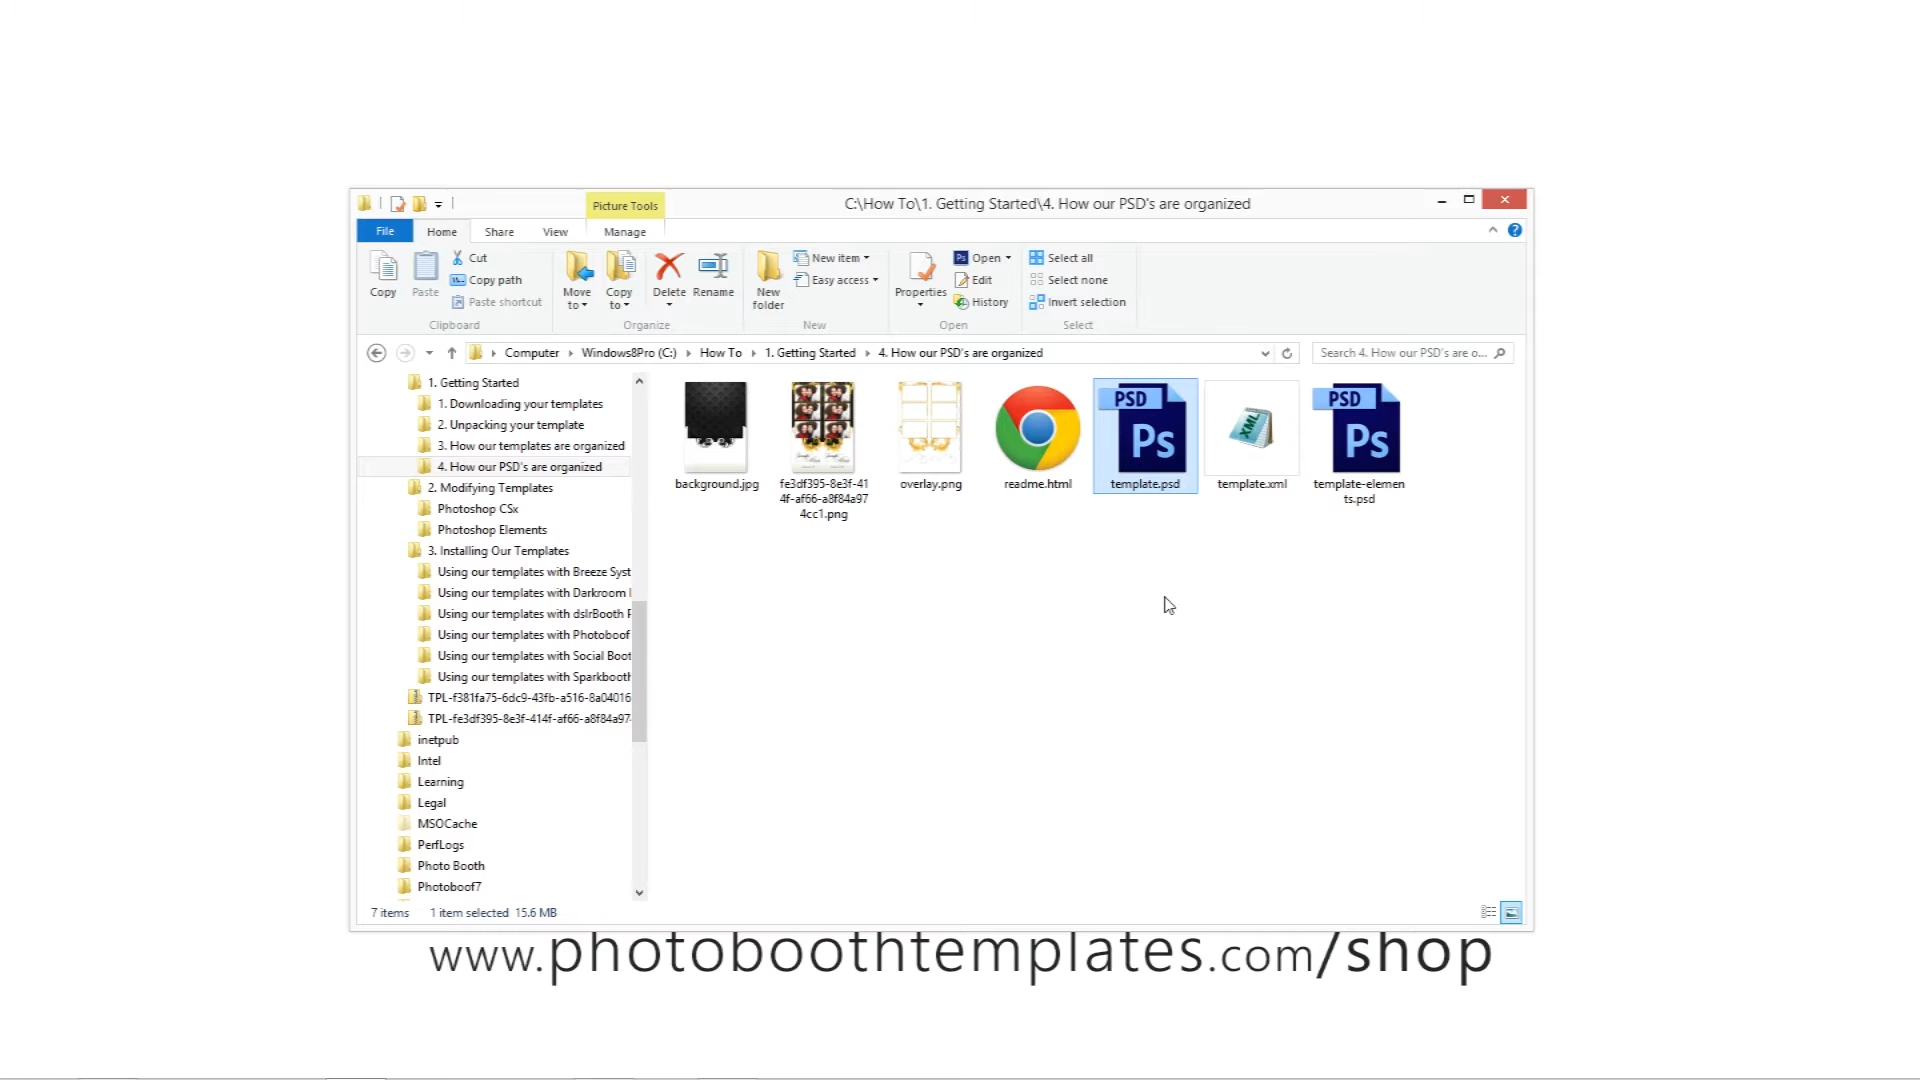 Picture Tools
C:\How To\1. Getting Started\4. How our PSD's are organized
File Home Share View Manage
Copy
Paste
Cut
Copy path
Paste shortcut
Clipboard
Move to
Copy to
Delete
Rename
Organize
New folder
New item
Easy access
New
Properties
Ps Open
Edit
History
Open
Select all
Select none
Invert selection
Select
Computer Windows8Pro (C:) How To 1. Getting Started 4. How our PSD's are organized
Search 4. How our PSD's are o...
1. Getting Started
1. Downloading your templates
2. Unpacking your template
3. How our templates are organized
4. How our PSD's are organized
2. Modifying Templates
Photoshop CSx
Photoshop Elements
3. Installing Our Templates
Using our templates with Breeze Syst
Using our templates with Darkroom
Using our templates with dslrBooth
Using our templates with Photoboof
Using our templates with Social Boot
Using our templates with Sparkbooth
TPL-f381fa75-6dc9-43fb-a516-8a04016
TPL-fe3df395-8e3f-414f-af66-a8f84a97
inetpub
Intel
Learning
Legal
MSOCache
PerfLogs
Photo Booth
Photoboof7
background.jpg
fe3df395-8e3f-41
4f-af66-a8f84a97
4cc1.png
overlay.png
readme.html
PSD
Ps
template.psd
XML
template.xml
PSD
Ps
template-elemen
ts.psd
7 items 1 item selected 15.6 MB
www.photoboothtemplates.com/shop